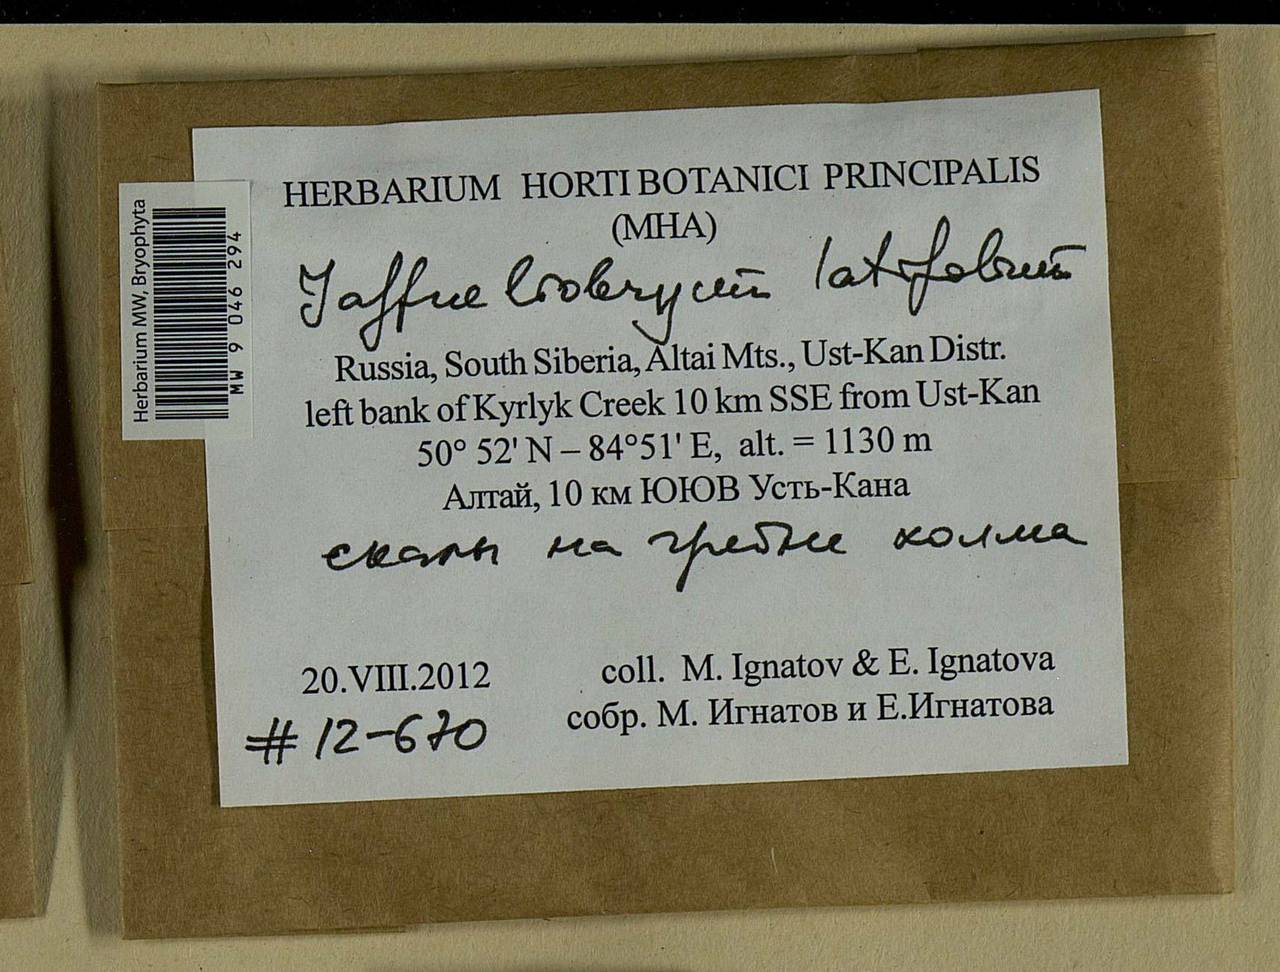 HERBARIUM HORTI BOTANICI PRINCIPALIS
(MHA)
Jaffueliobryum latifolium
Russia, South Siberia, Altai Mts., Ust-Kan Distr.
left bank of Kyrlyk Creek 10 km SSE from Ust-Kan
50° 52' N – 84°51' E, alt. = 1130 m
Алтай, 10 км ЮЮВ Усть-Кана
скалы на гребне холма
20.VIII.2012
coll. M. Ignatov & E. Ignatova
# 12-670
собр. М. Игнатов и Е.Игнатова
Herbarium MW, Bryophyta
MW 9 046 294